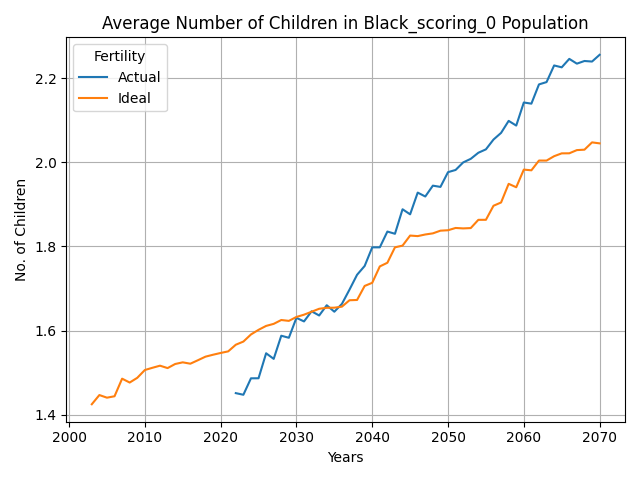 Average Number of Children in Black_scoring_0 Population
Fertility
Actual
Ideal
No. of Children
2.2
2.0
1.8
1.6
1.4
2000 2010 2020 2030 2040 2050 2060 2070
Years